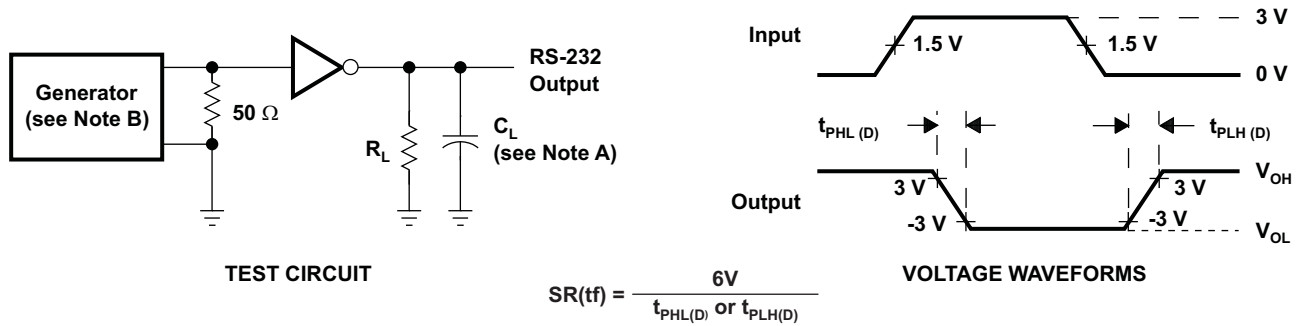 Generator
(see Note B)
50 Ω
RS-232
Output
R_L
C_L
(see Note A)
TEST CIRCUIT
Input
3 V
1.5 V
1.5 V
0 V
t_PHL (D)
t_PLH (D)
Output
3 V
-3 V
3 V
-3 V
V_OH
V_OL
VOLTAGE WAVEFORMS
SR(tf) = 6V / t_PHL(D) or t_PLH(D)